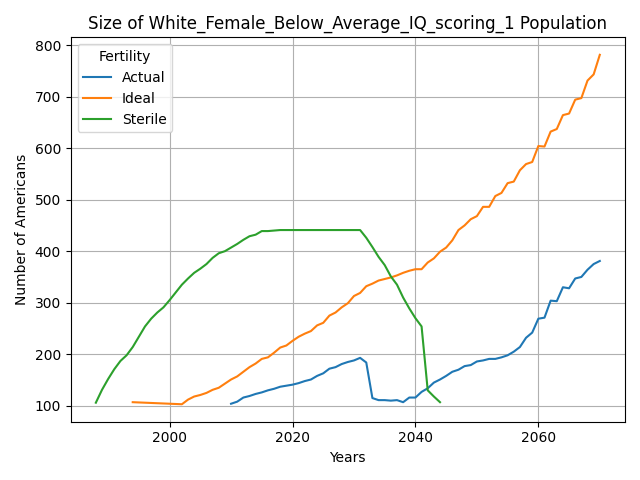 Size of White_Female_Below_Average_IQ_scoring_1 Population
800
700
600
500
400
300
200
100
Number of Americans
Fertility
Actual
Ideal
Sterile
2000
2020
2040
2060
Years